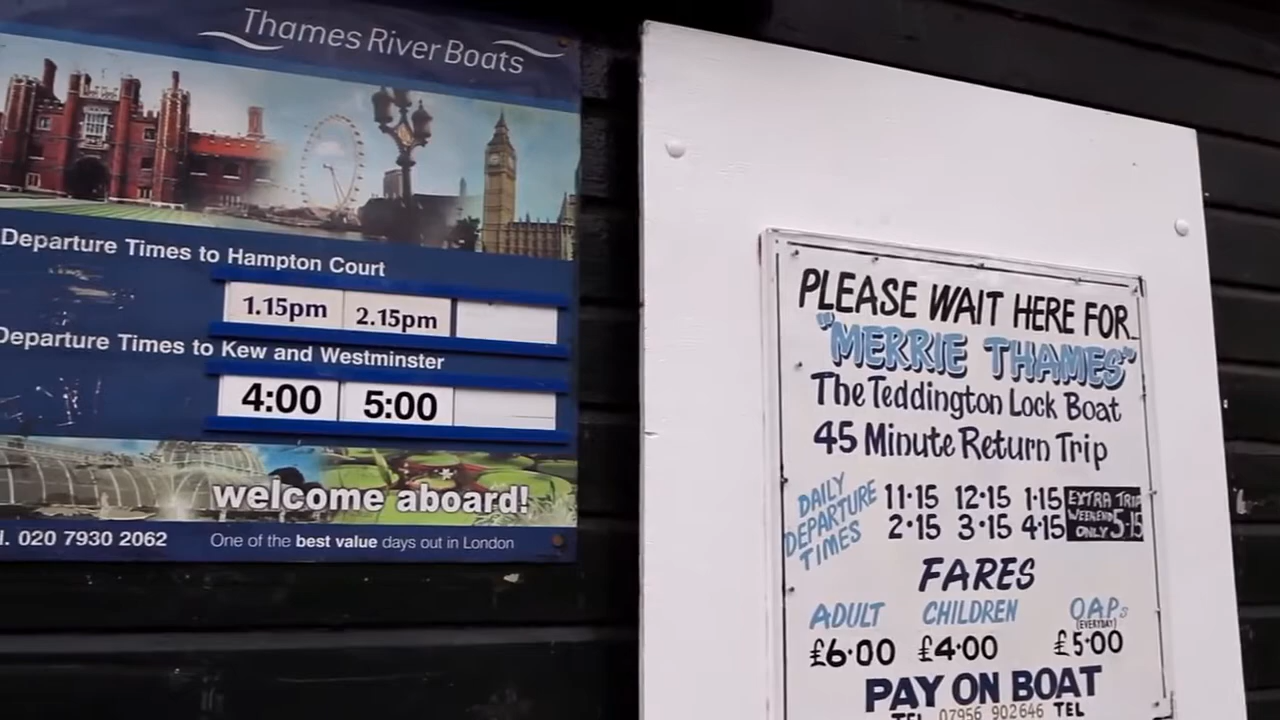 Thames River Boats
Departure Times to Hampton Court
1.15pm 2.15pm
Departure Times to Kew and Westminster
4:00 5:00
welcome aboard!
020 7930 2062 One of the best value days out in London
PLEASE WAIT HERE FOR
"MERRIE THAMES"
The Teddington Lock Boat
45 Minute Return Trip
DAILY DEPARTURE TIMES
11·15 12·15 1·15
2·15 3·15 4·15
EXTRA TRIP
WEEKEND ONLY 5·15
FARES
ADULT CHILDREN OAPs
(EVERYDAY)
£6·00 £4·00 £5·00
PAY ON BOAT
TEL 07956 902646 TEL